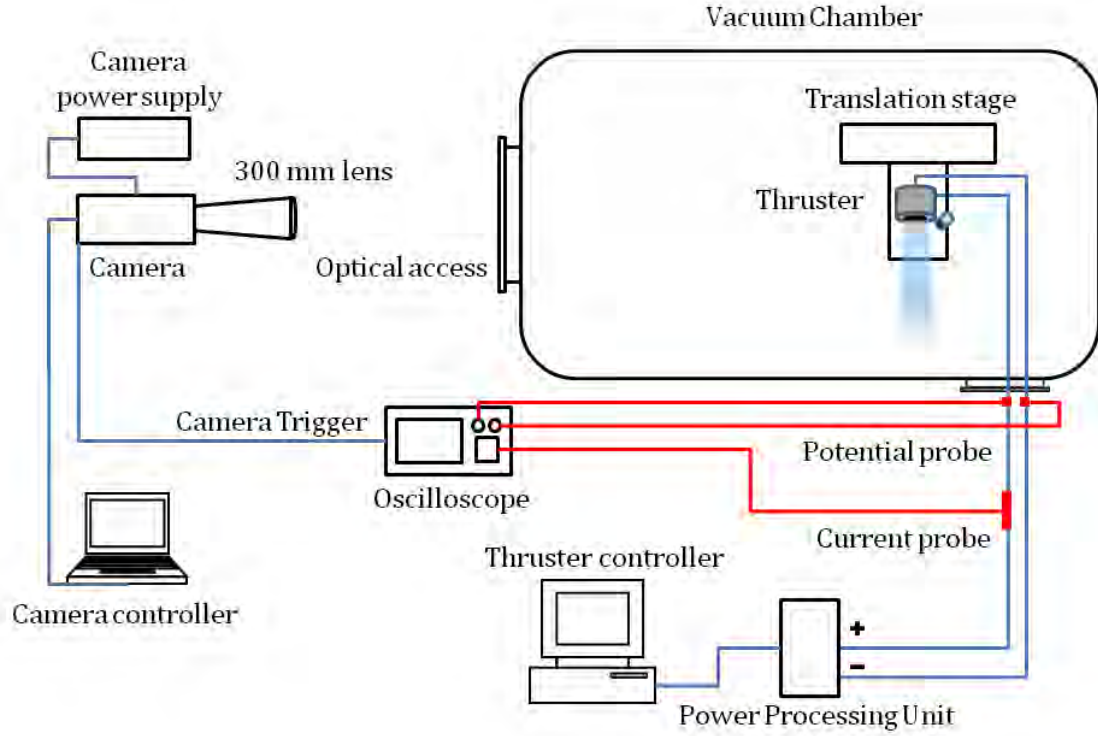 Vacuum Chamber
Camera
power supply
Translation stage
300 mm lens
Thruster
Camera
Optical access
Camera Trigger
Potential probe
Oscilloscope
Current probe
Thruster controller
Camera controller
+
−
Power Processing Unit